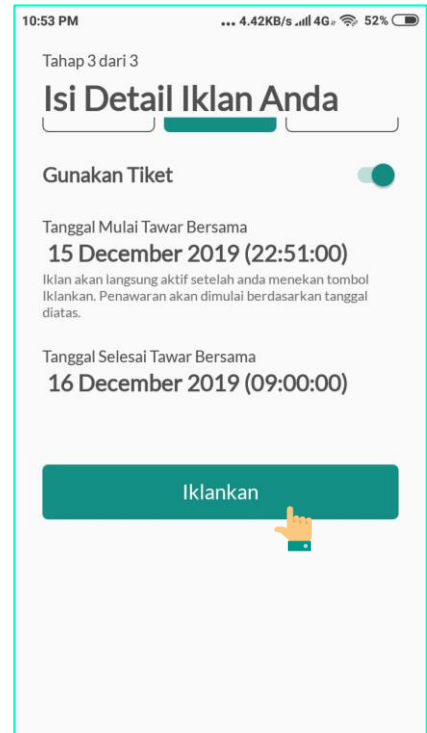 10:53 PM ... 4.42KB/s 4G 52%
Tahap 3 dari 3
Isi Detail Iklan Anda
Gunakan Tiket
Tanggal Mulai Tawar Bersama
15 December 2019 (22:51:00)
Iklan akan langsung aktif setelah anda menekan tombol
Iklankan. Penawaran akan dimulai berdasarkan tanggal
diatas.
Tanggal Selesai Tawar Bersama
16 December 2019 (09:00:00)
Iklankan